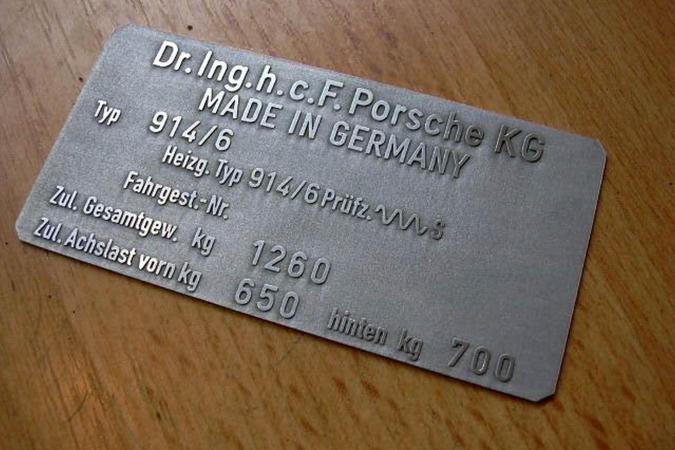 Dr.Ing.h.c.F.Porsche KG
MADE IN GERMANY
Typ 914/6
Heizg. Typ 914/6 Prüfz. S
Fahrgest.-Nr.
Zul. Gesamtgew. kg 1260
Zul. Achslast vorn kg 650 hinten kg 700